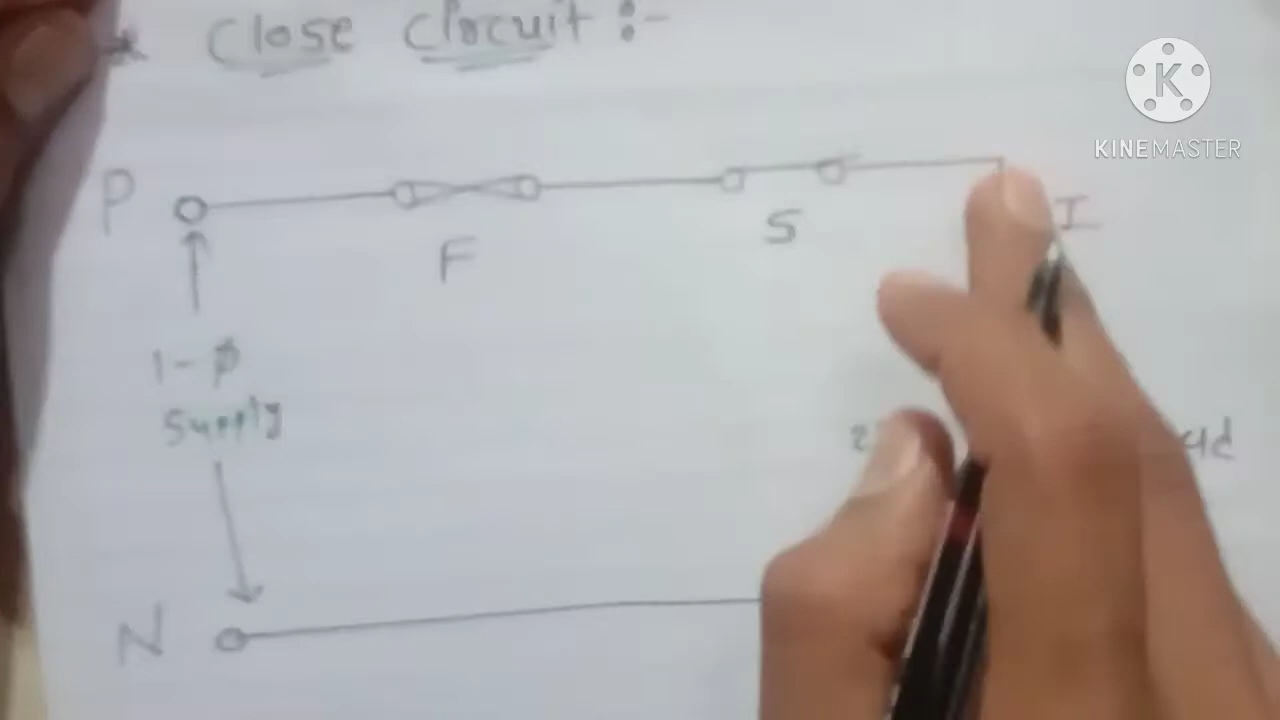 * Close Circuit :-
K
KINEMASTER
P
F
S
I
1-ϕ
Supply
N